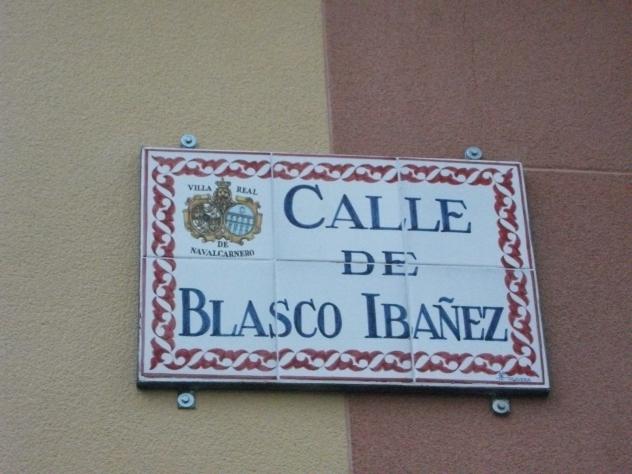 VILLA REAL
DE
NAVALCARNERO
CALLE
DE
BLASCO IBAÑEZ